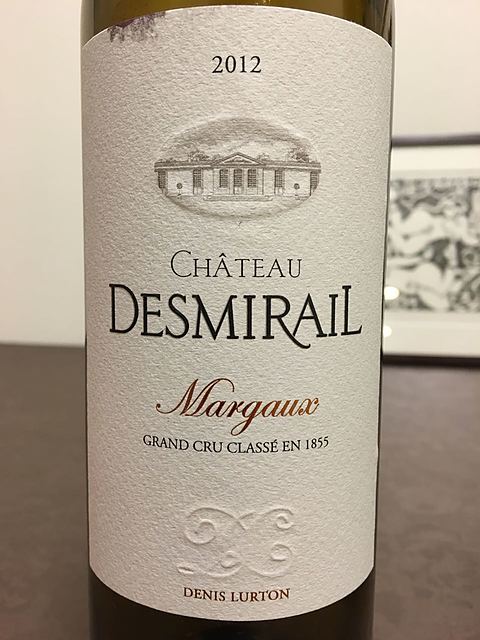 2012
CHÂTEAU
DESMIRAIL
Margaux
GRAND CRU CLASSÉ EN 1855
DENIS LURTON